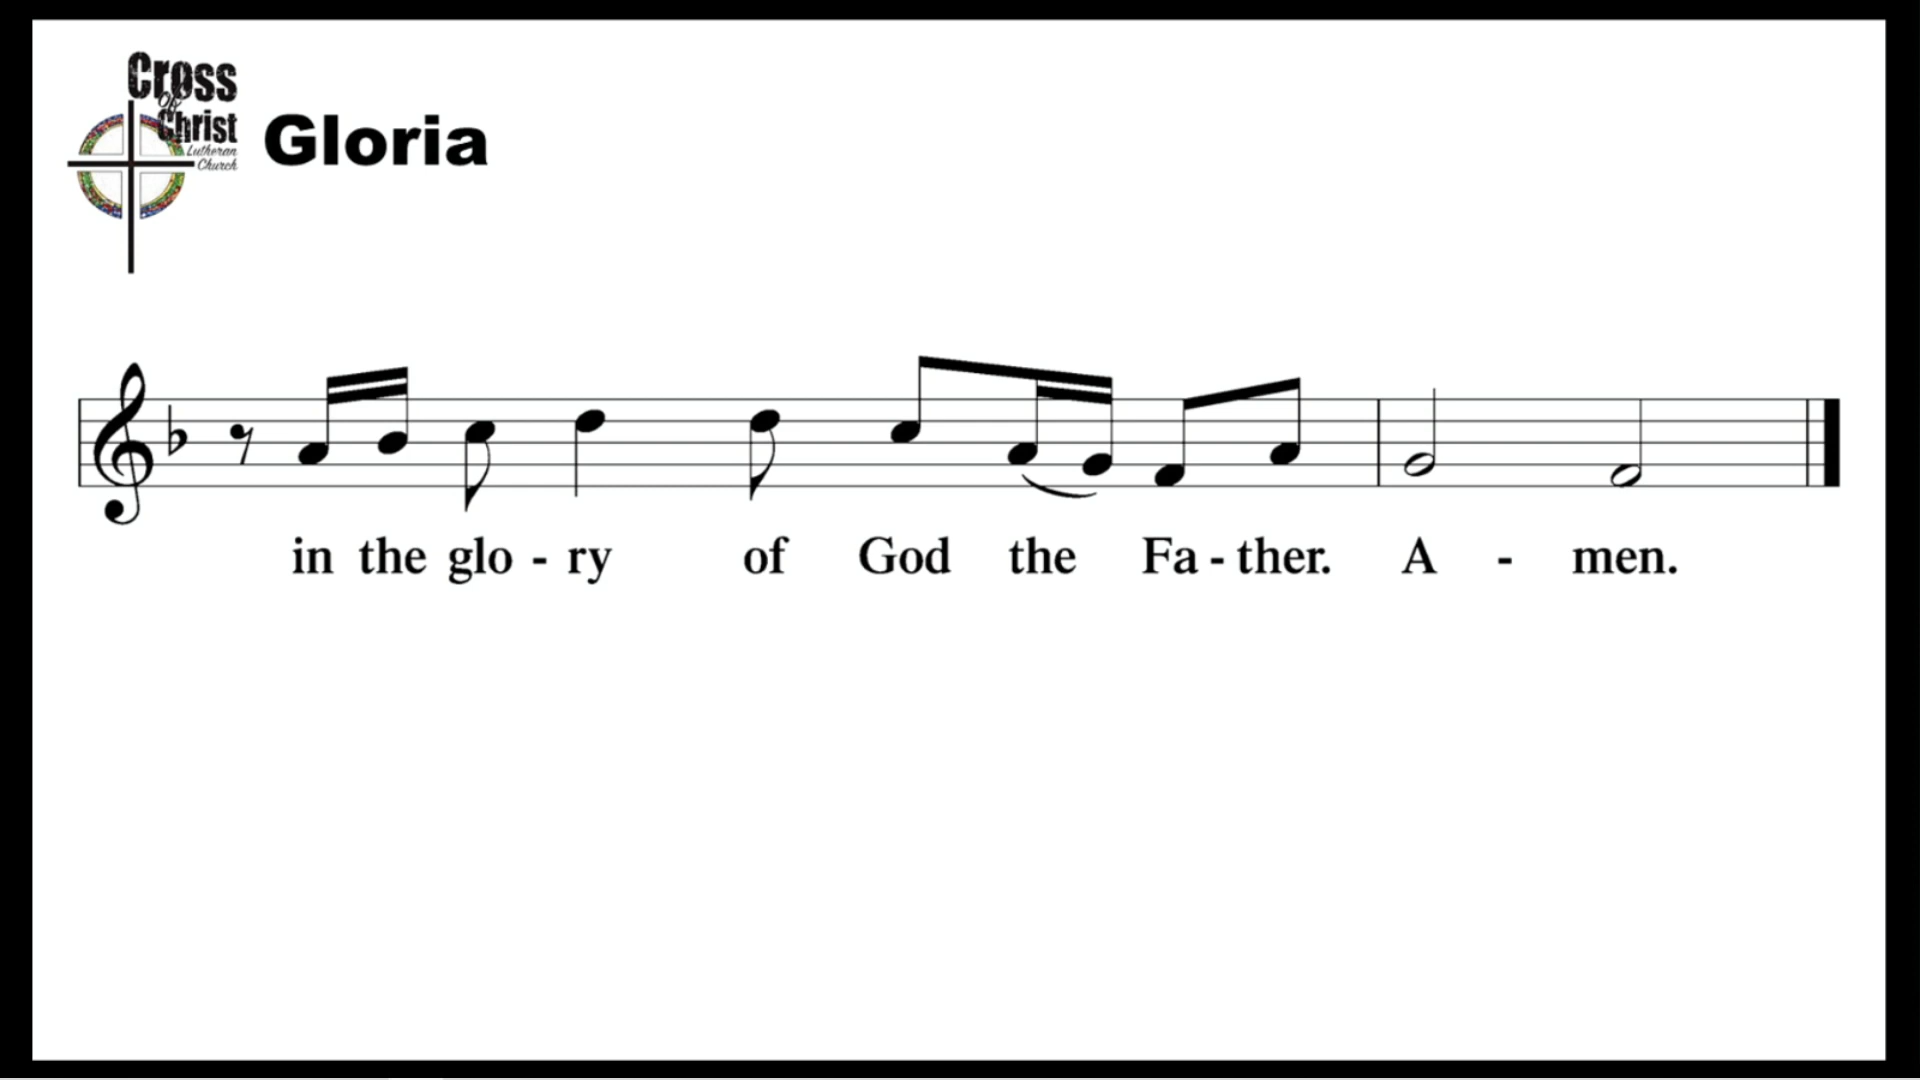 Cross
Of
Christ
Lutheran
Church
Gloria
in the glo - ry of God the Fa - ther. A - men.